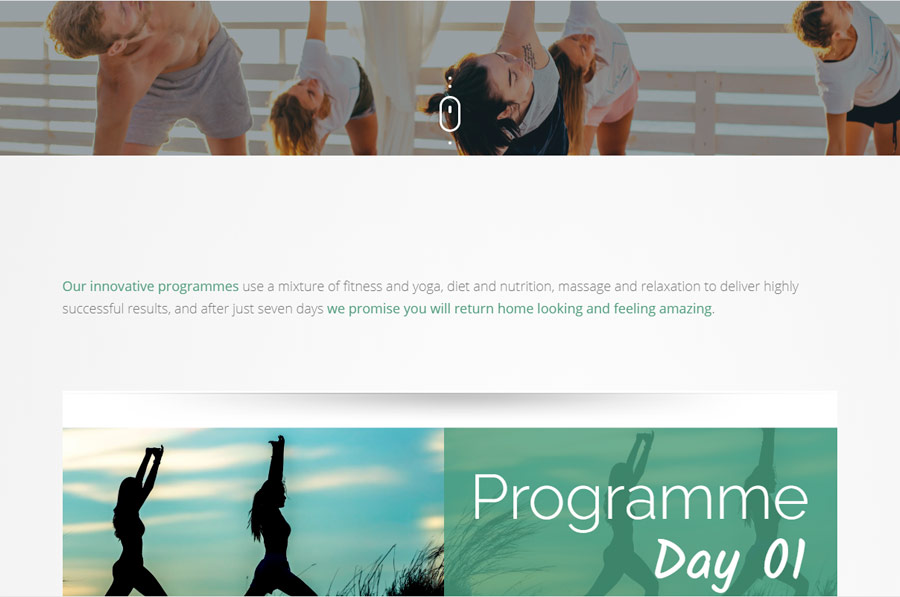 Our innovative programmes use a mixture of fitness and yoga, diet and nutrition, massage and relaxation to deliver highly
successful results, and after just seven days we promise you will return home looking and feeling amazing.
Programme
Day 01